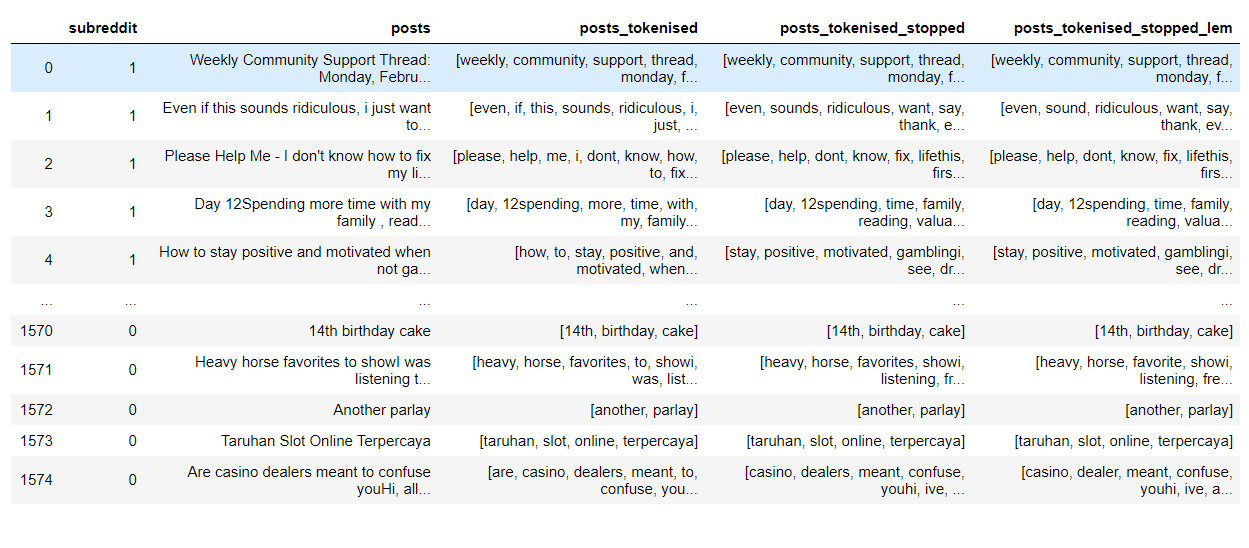 subreddit posts posts_tokenised posts_tokenised_stopped posts_tokenised_stopped_lem
0 1 Weekly Community Support Thread: [weekly, community, support, thread, [weekly, community, support, thread, [weekly, community, support, thread,
Monday, Febru... monday, f... monday, f... monday, f...
1 1 Even if this sounds ridiculous, i just want [even, if, this, sounds, ridiculous, i, [even, sounds, ridiculous, want, say, [even, sound, ridiculous, want, say,
to... just, ... thank, e... thank, ev...
2 1 Please Help Me - I don't know how to fix [please, help, me, i, dont, know, how, [please, help, dont, know, fix, lifethis, [please, help, dont, know, fix, lifethis,
my li... to, fix... firs... firs...
3 1 Day 12Spending more time with my [day, 12spending, more, time, with, [day, 12spending, time, family, [day, 12spending, time, family,
family , read... my, family... reading, valua... reading, valua...
4 1 How to stay positive and motivated when [how, to, stay, positive, and, [stay, positive, motivated, gamblingi, [stay, positive, motivated, gamblingi,
not ga... motivated, when... see, dr... see, dr...
... ... ... ... ... ...
1570 0 14th birthday cake [14th, birthday, cake] [14th, birthday, cake] [14th, birthday, cake]
1571 0 Heavy horse favorites to showI was [heavy, horse, favorites, to, showi, [heavy, horse, favorites, showi, [heavy, horse, favorite, showi,
listening t... was, list... listening, fr... listening, fre...
1572 0 Another parlay [another, parlay] [another, parlay] [another, parlay]
1573 0 Taruhan Slot Online Terpercaya [taruhan, slot, online, terpercaya] [taruhan, slot, online, terpercaya] [taruhan, slot, online, terpercaya]
1574 0 Are casino dealers meant to confuse [are, casino, dealers, meant, to, [casino, dealers, meant, confuse, [casino, dealer, meant, confuse,
youHi, all... confuse, you... youhi, ive, ... youhi, ive, a...